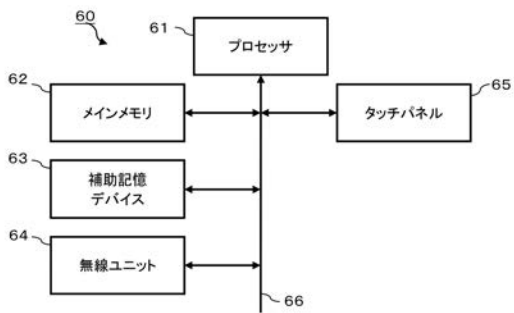 60
61
プロセッサ
62
メインメモリ
65
タッチパネル
63
補助記憶
デバイス
64
無線ユニット
66